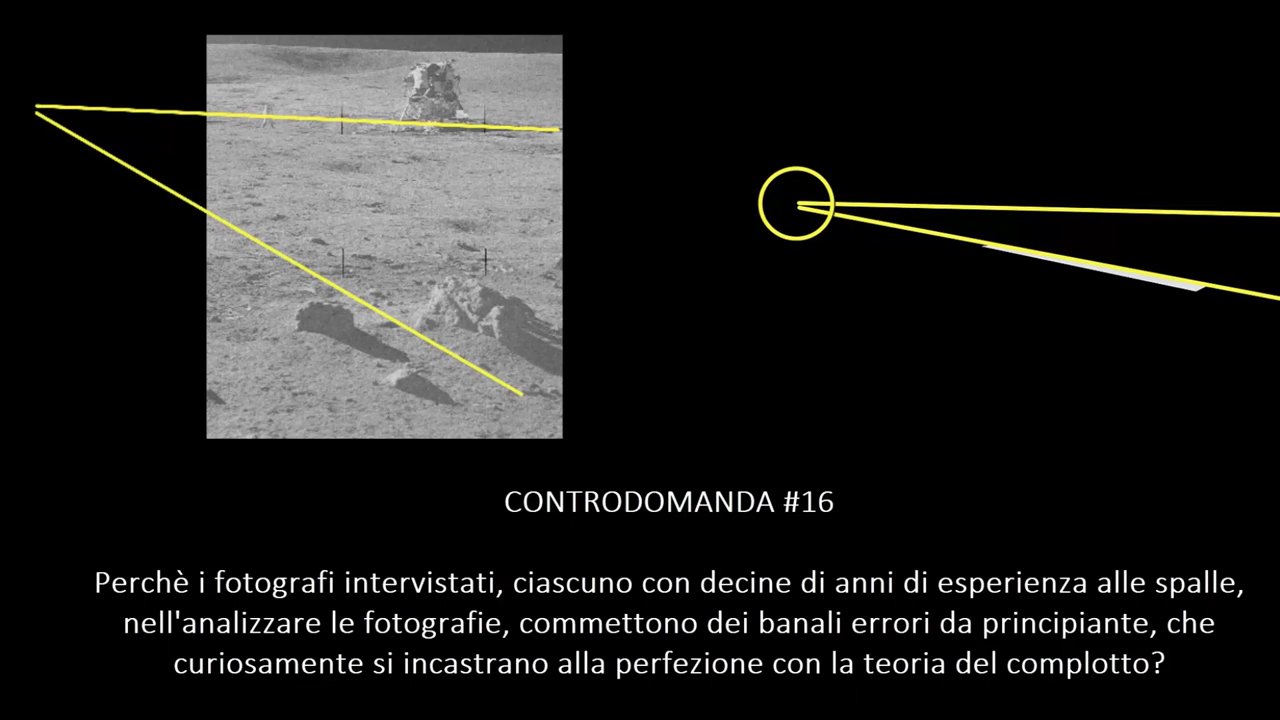 CONTRODOMANDA #16
Perchè i fotografi intervistati, ciascuno con decine di anni di esperienza alle spalle,
nell'analizzare le fotografie, commettono dei banali errori da principiante, che
curiosamente si incastrano alla perfezione con la teoria del complotto?